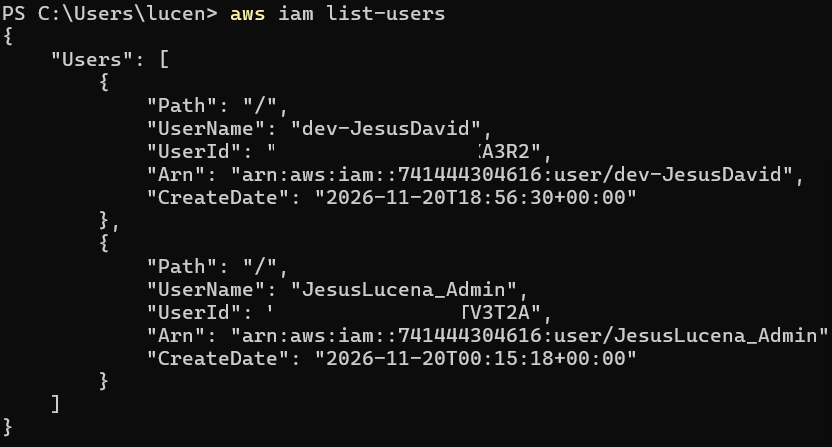 PS C:\Users\lucen> aws iam list-users
{
    "Users": [
        {
            "Path": "/",
            "UserName": "dev-JesusDavid",
            "UserId": "                 A3R2",
            "Arn": "arn:aws:iam::741444304616:user/dev-JesusDavid",
            "CreateDate": "2026-11-20T18:56:30+00:00"
        },
        {
            "Path": "/",
            "UserName": "JesusLucena_Admin",
            "UserId": "                V3T2A",
            "Arn": "arn:aws:iam::741444304616:user/JesusLucena_Admin"
            "CreateDate": "2026-11-20T00:15:18+00:00"
        }
    ]
}